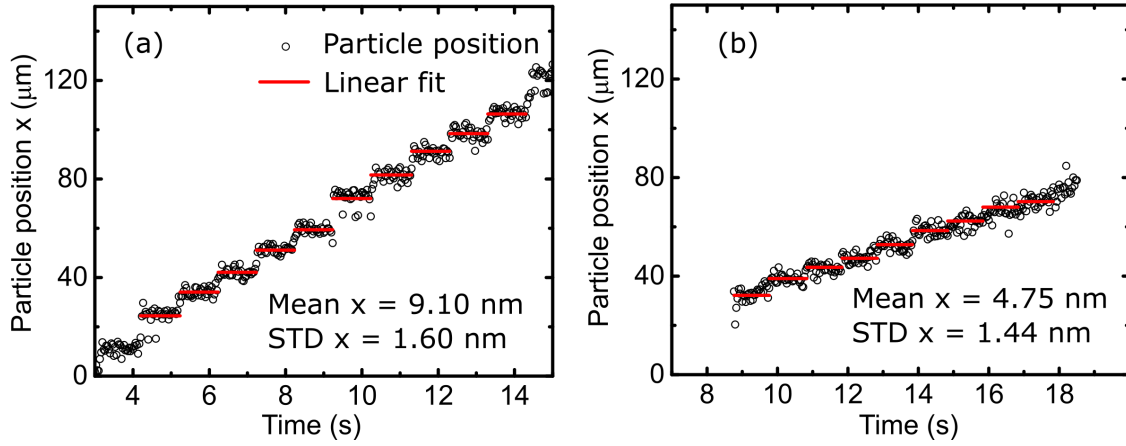 (a)
Particle position
Linear fit
Mean x = 9.10 nm
STD x = 1.60 nm
Particle position x (μm)
120
80
40
0
4 6 8 10 12 14
Time (s)
(b)
Mean x = 4.75 nm
STD x = 1.44 nm
Particle position x (μm)
120
80
40
0
8 10 12 14 16 18
Time (s)